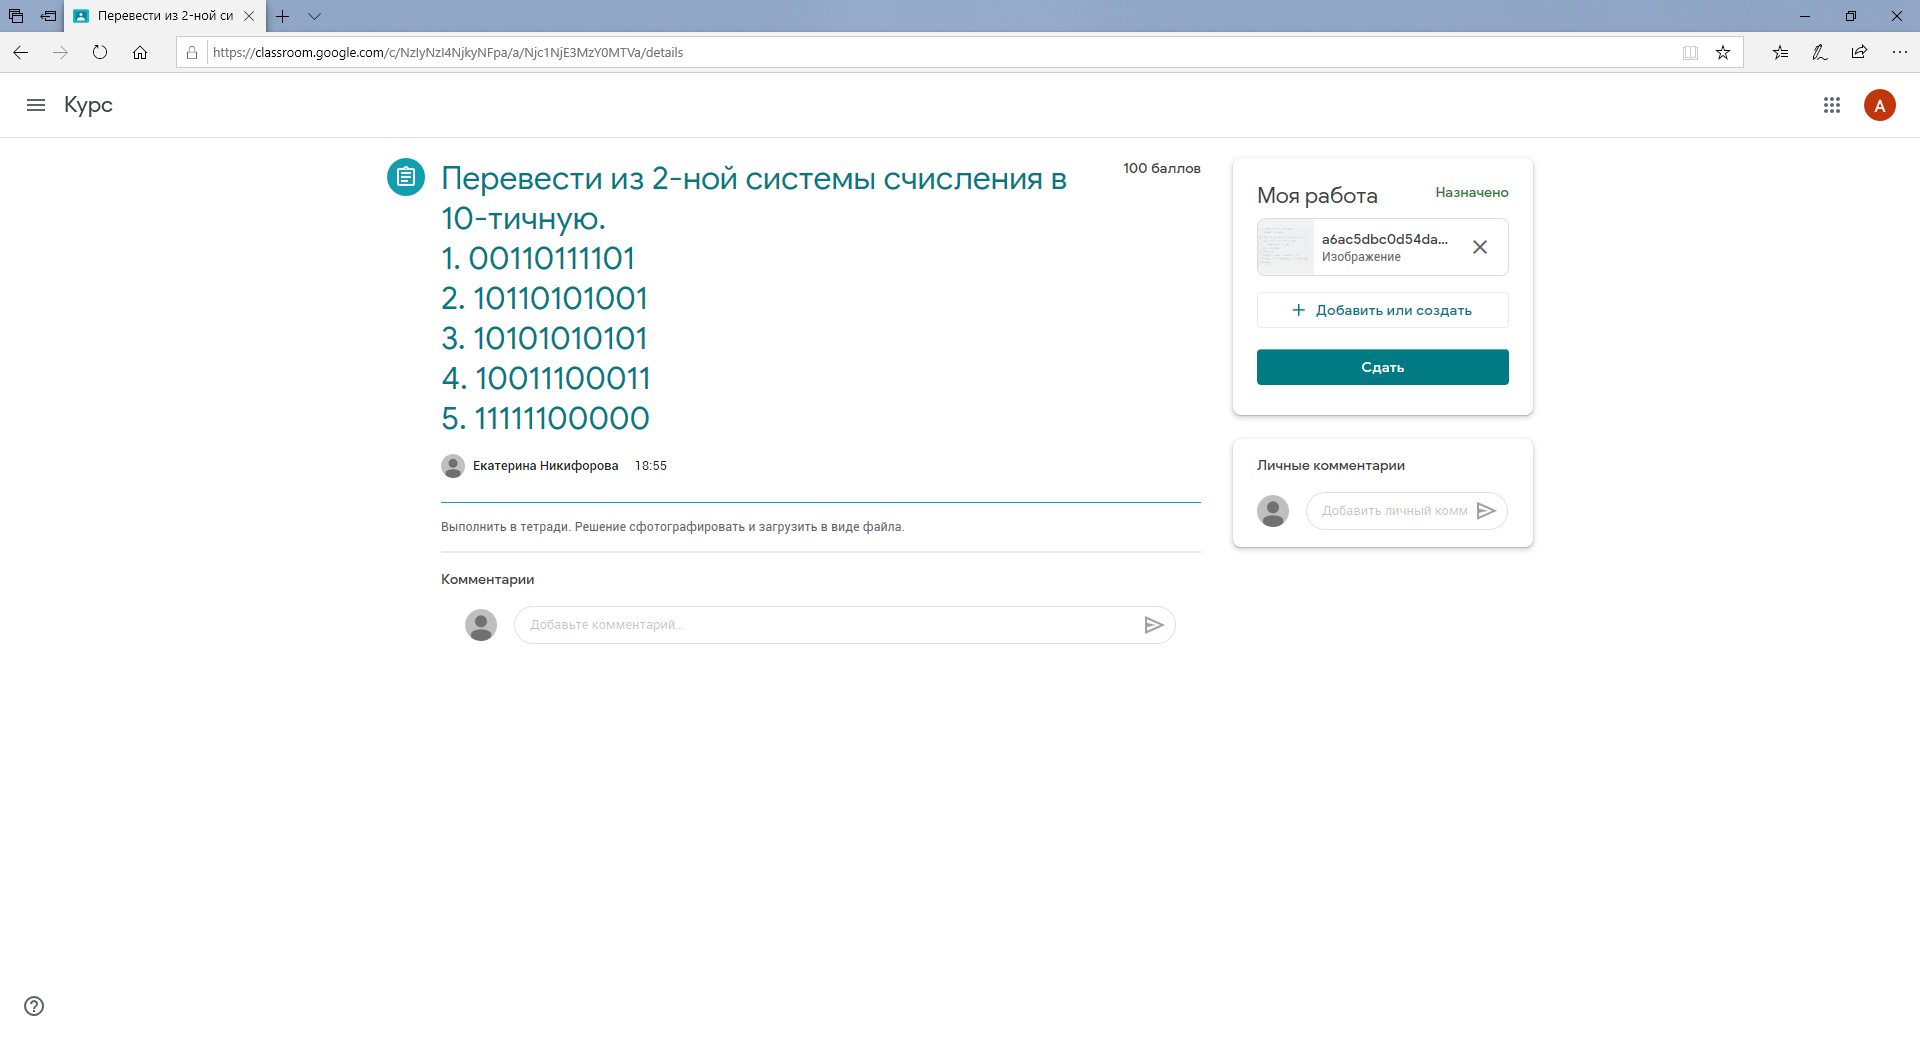 Перевести из 2-ной си
https://classroom.google.com/c/NzIyNzI4NjkyNFpa/a/Njc1NjE3MzY0MTVa/details
Курс
A
Перевести из 2-ной системы счисления в
10-тичную.
1. 00110111101
2. 10110101001
3. 10101010101
4. 10011100011
5. 11111100000
100 баллов
Екатерина Никифорова 18:55
Выполнить в тетради. Решение сфотографировать и загрузить в виде файла.
Комментарии
Добавьте комментарий...
Моя работа
Назначено
a6ac5dbc0d54da...
Изображение
+ Добавить или создать
Сдать
Личные комментарии
Добавить личный комм